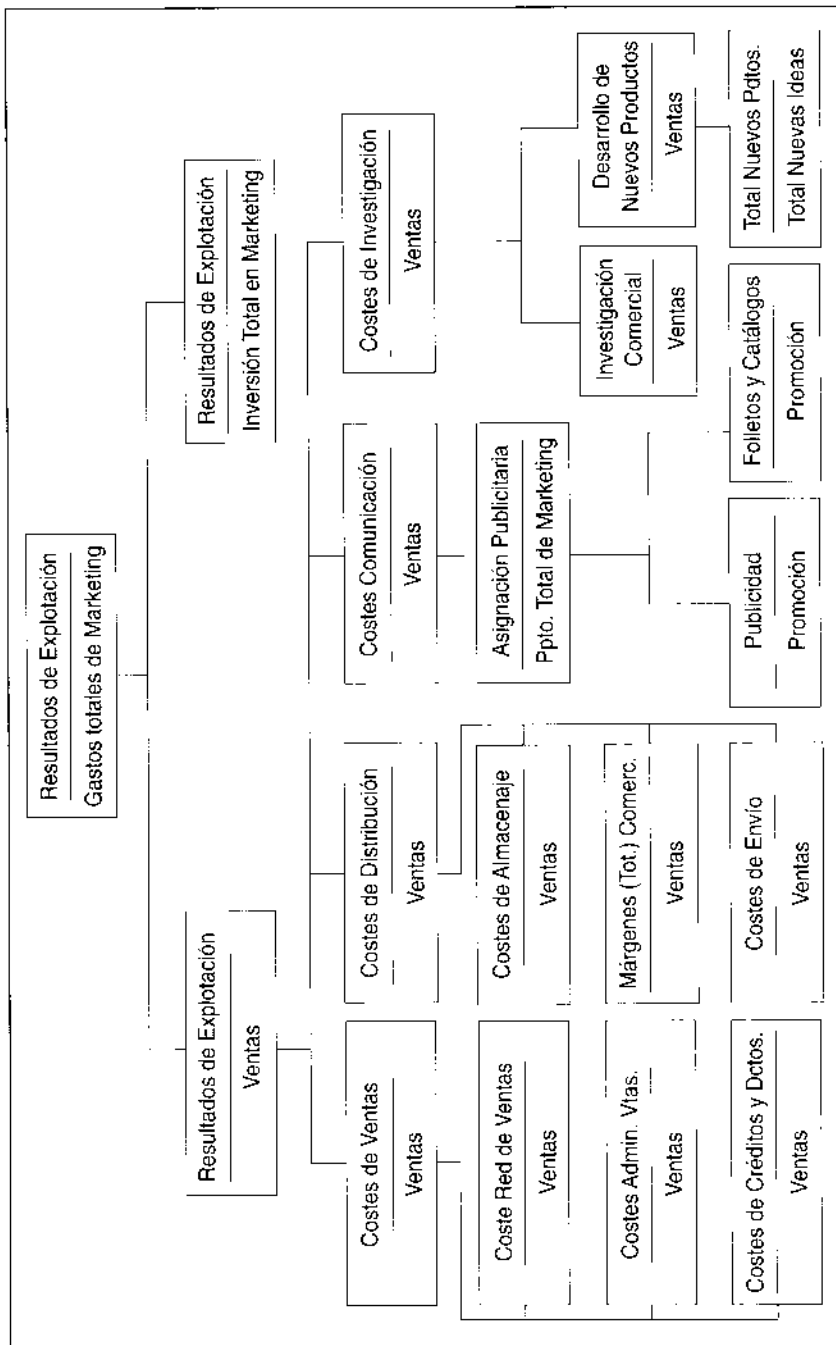 Resultados de Explotación
Gastos totales de Marketing
Resultados de Explotación
Ventas
Resultados de Explotación
Inversión Total en Marketing
Costes de Ventas
Ventas
Costes de Distribución
Ventas
Costes Comunicación
Ventas
Costes de Investigación
Ventas
Coste Red de Ventas
Ventas
Costes de Almacenaje
Ventas
Asignación Publicitaria
Ppto. Total de Marketing
Costes Admin. Vtas.
Ventas
Márgenes (Tot.) Comerc.
Ventas
Investigación
Comercial
Ventas
Desarrollo de
Nuevos Productos
Ventas
Costes de Créditos y Dctos.
Ventas
Costes de Envío
Ventas
Publicidad
Promoción
Folletos y Catálogos
Promoción
Total Nuevos Pdtos.
Total Nuevas Ideas